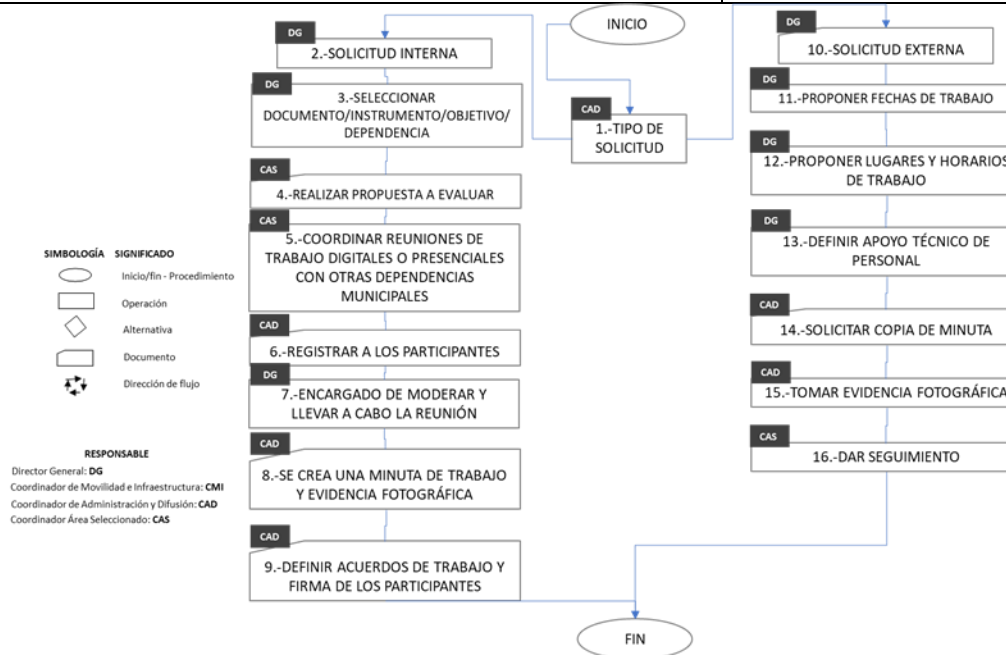 INICIO
DG
2.-SOLICITUD INTERNA
DG
3.-SELECCIONAR
DOCUMENTO/INSTRUMENTO/OBJETIVO/
DEPENDENCIA
CAS
4.-REALIZAR PROPUESTA A EVALUAR
CAS
5.-COORDINAR REUNIONES DE
TRABAJO DIGITALES O PRESENCIALES
CON OTRAS DEPENDENCIAS
MUNICIPALES
CAD
6.-REGISTRAR A LOS PARTICIPANTES
DG
7.-ENCARGADO DE MODERAR Y
LLEVAR A CABO LA REUNIÓN
CAD
8.-SE CREA UNA MINUTA DE TRABAJO
Y EVIDENCIA FOTOGRÁFICA
CAD
9.-DEFINIR ACUERDOS DE TRABAJO Y
FIRMA DE LOS PARTICIPANTES
CAD
1.-TIPO DE
SOLICITUD
DG
10.-SOLICITUD EXTERNA
DG
11.-PROPONER FECHAS DE TRABAJO
DG
12.-PROPONER LUGARES Y HORARIOS
DE TRABAJO
DG
13.-DEFINIR APOYO TÉCNICO DE
PERSONAL
CAD
14.-SOLICITAR COPIA DE MINUTA
CAD
15.-TOMAR EVIDENCIA FOTOGRÁFICA
CAS
16.-DAR SEGUIMIENTO
FIN
SIMBOLOGÍA SIGNIFICADO
Inicio/fin - Procedimiento
Operación
Alternativa
Documento
Dirección de flujo
RESPONSABLE
Director General: DG
Coordinador de Movilidad e Infraestructura: CMI
Coordinador de Administración y Difusión: CAD
Coordinador Área Seleccionado: CAS